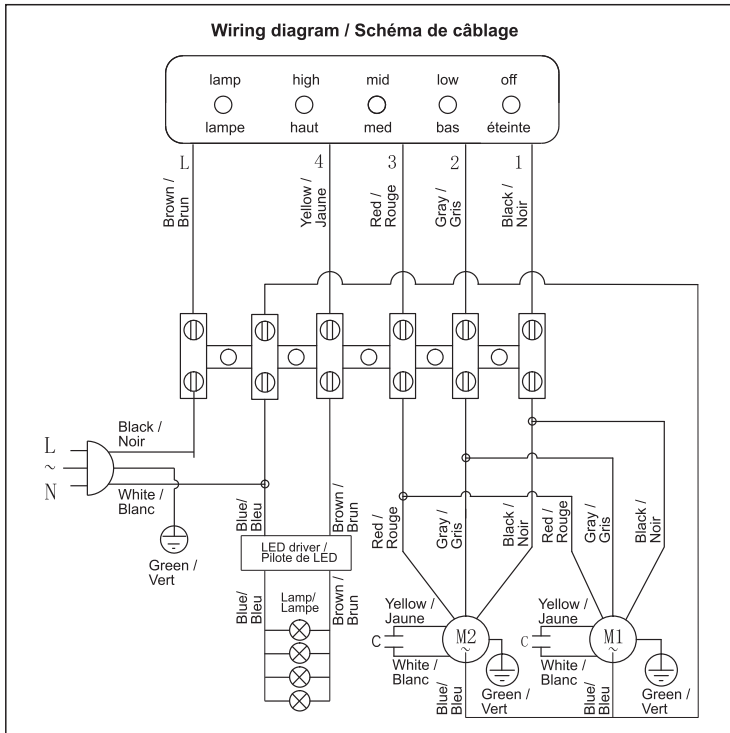 Wiring diagram / Schéma de câblage
lamp high mid low off
lampe haut med bas éteinte
L 4 3 2 1
Brown /
Brun
Yellow /
Jaune
Red /
Rouge
Gray /
Gris
Black /
Noir
Black /
Noir
L
~
N
White /
Blanc
Green /
Vert
Blue/
Bleu
Brown /
Brun
Red /
Rouge
Gray /
Gris
Black /
Noir
Red /
Rouge
Gray /
Gris
Black /
Noir
LED driver /
Pilote de LED
Blue/
Bleu
Lamp/
Lampe
Brown /
Brun
Yellow /
Jaune
C
M2
~
White /
Blanc
Blue/
Bleu
Green /
Vert
Yellow /
Jaune
C
M1
~
White /
Blanc
Blue/
Bleu
Green /
Vert